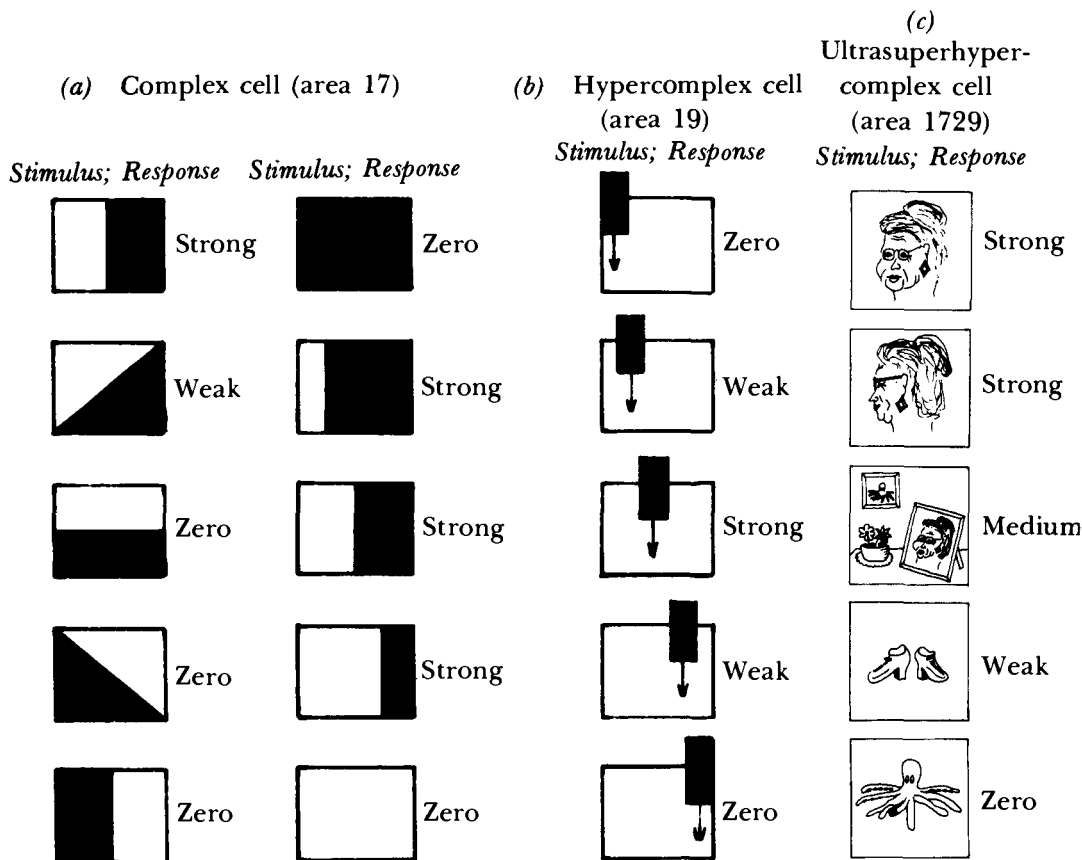 (a) Complex cell (area 17)
Stimulus; Response Stimulus; Response
Strong Zero
Weak Strong
Zero Strong
Zero Strong
Zero Zero
(b) Hypercomplex cell
(area 19)
Stimulus; Response
Zero
Weak
Strong
Weak
Zero
(c)
Ultrasuperhyper-
complex cell
(area 1729)
Stimulus; Response
Strong
Strong
Medium
Weak
Zero